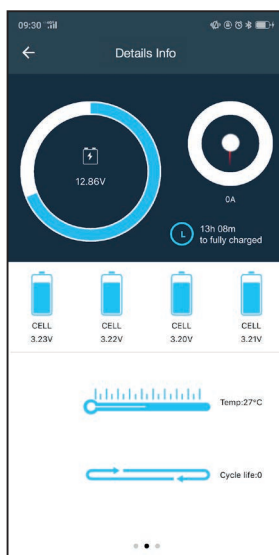 09:30
Details Info
12.86V
0A
L
13h 08m
to fully charged
CELL
3.23V
CELL
3.22V
CELL
3.20V
CELL
3.21V
Temp:27°C
Cycle life:0